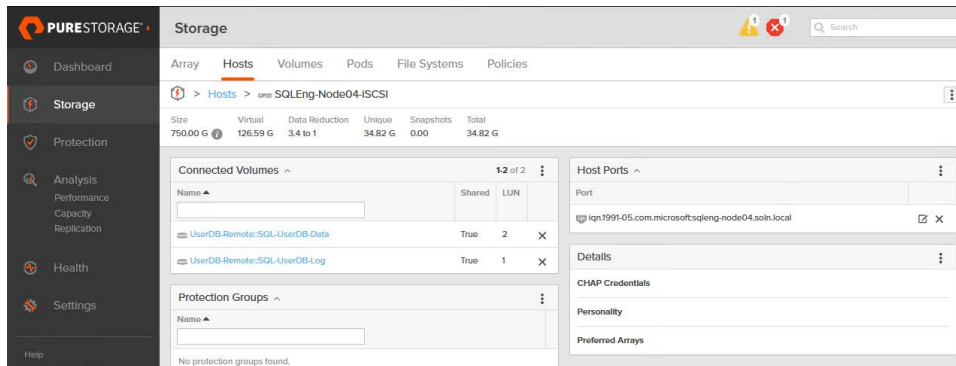 PURESTORAGE®
Storage
1
1
Search
Dashboard
Storage
Protection
Analysis
Performance
Capacity
Replication
Health
Settings
Help
Array Hosts Volumes Pods File Systems Policies
> Hosts > SQLEng-Node04-iSCSI
Size Virtual Data Reduction Unique Snapshots Total
750.00 G 126.59 G 3.4 to 1 34.82 G 0.00 34.82 G
Connected Volumes 1-2 of 2
Name Shared LUN
UserDB-Remote::SQL-UserDB-Data True 2
UserDB-Remote::SQL-UserDB-Log True 1
Protection Groups
Name
No protection groups found.
Host Ports
Port
iqn.1991-05.com.microsoft:sqleng-node04.soln.local
Details
CHAP Credentials
Personality
Preferred Arrays